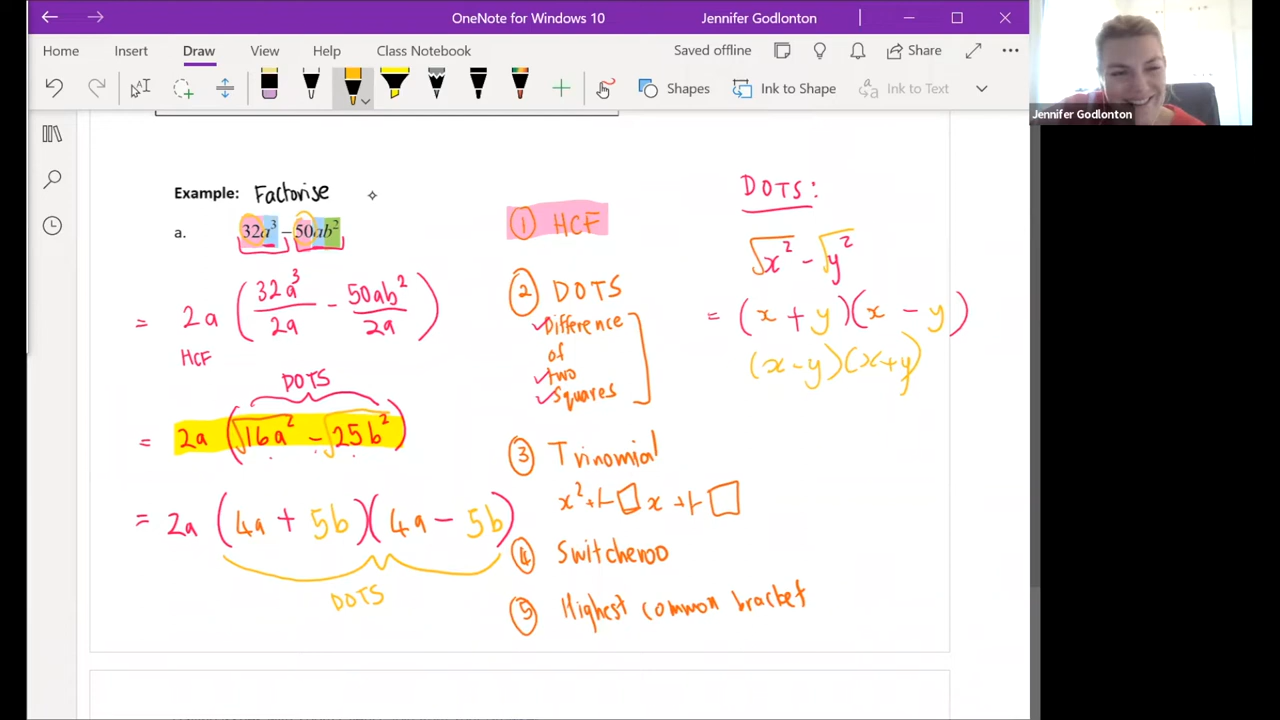 OneNote for Windows 10
Jennifer Godlonton
Home Insert Draw View Help Class Notebook
Saved offline
Share
Shapes
Ink to Shape
Ink to Text
Jennifer Godlonton
Example: Factorise
a. 32a³ – 50ab²
= 2a (32a³/2a - 50ab²/2a)
HCF
DOTS
= 2a (√16a² - √25b²)
= 2a (4a + 5b)(4a - 5b)
DOTS
① HCF
② DOTS
✓Difference
of
✓two
✓squares
③ Trinomial
x² +/- □ x +/- □
④ Switcheroo
⑤ Highest common bracket
DOTS:
√x² - √y²
= (x + y)(x - y)
(x - y)(x + y)